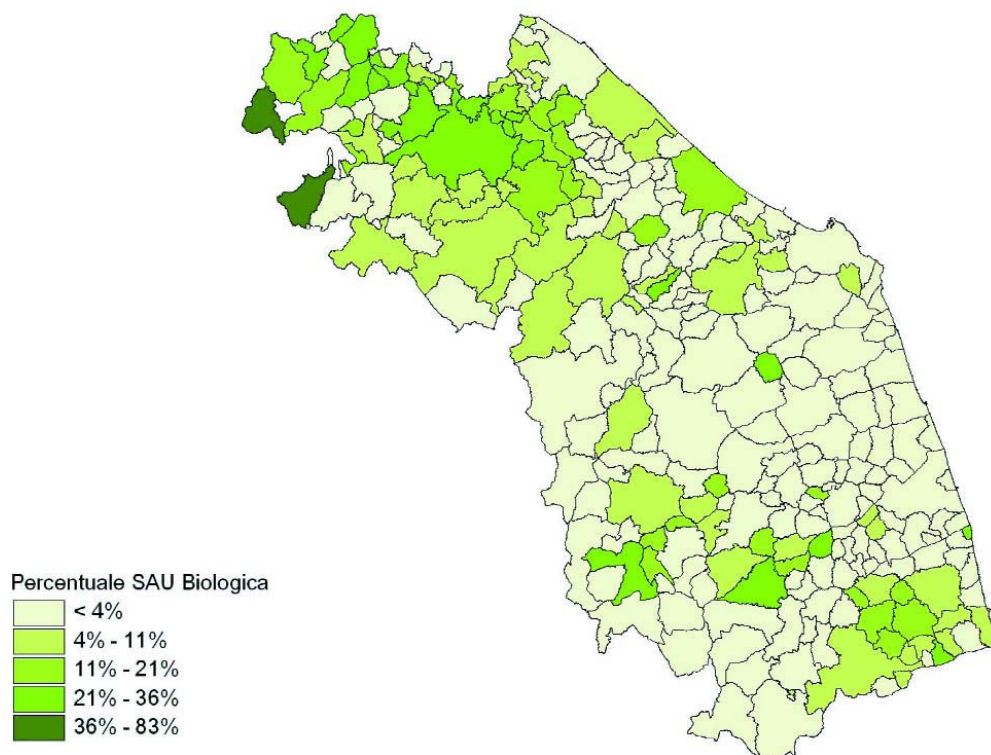 Percentuale SAU Biologica
< 4%
4% - 11%
11% - 21%
21% - 36%
36% - 83%